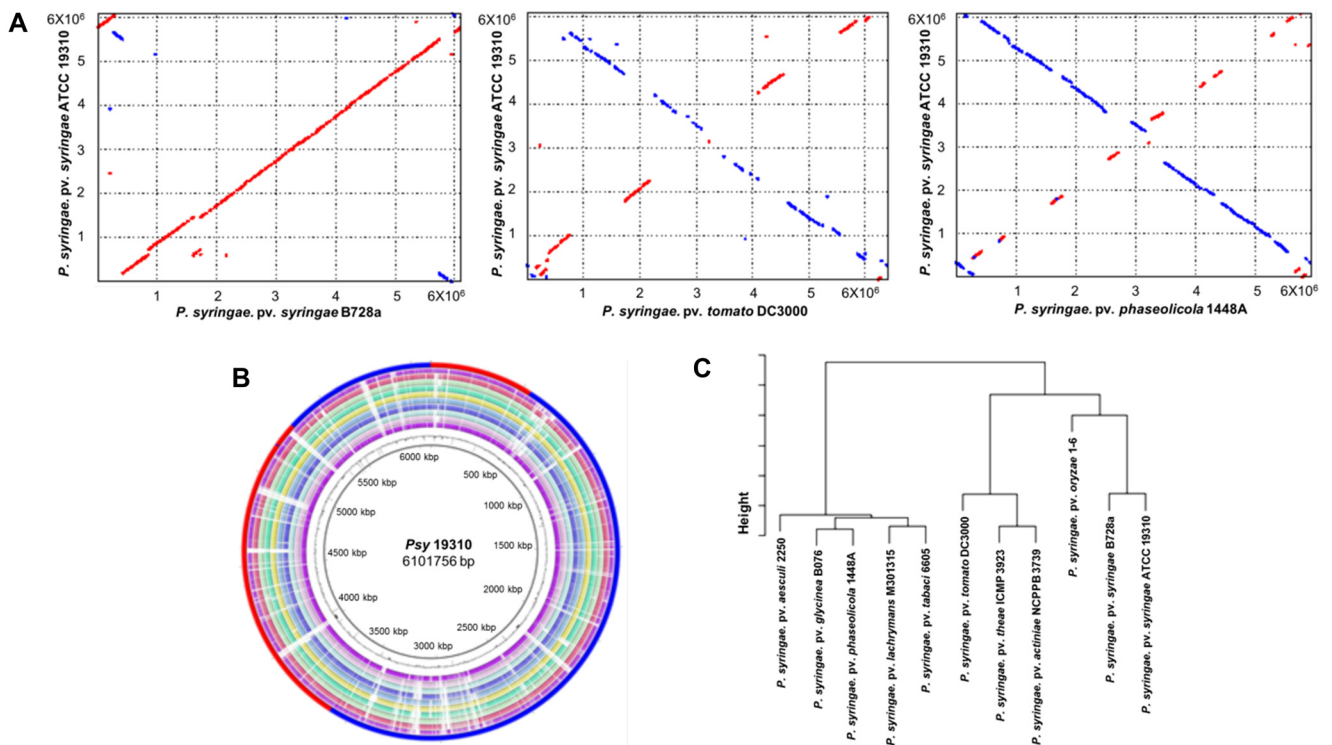 A
6X10⁶
5
4
3
2
1
P. syringae. pv. syringae ATCC 19310
1 2 3 4 5 6X10⁶
P. syringae. pv. syringae B728a
6X10⁶
5
4
3
2
1
P. syringae. pv. syringae ATCC 19310
1 2 3 4 5 6X10⁶
P. syringae. pv. tomato DC3000
6X10⁶
5
4
3
2
1
P. syringae. pv. syringae ATCC 19310
1 2 3 4 5 6X10⁶
P. syringae. pv. phaseolicola 1448A
B
6000 kbp
500 kbp
1000 kbp
1500 kbp
2000 kbp
2500 kbp
3000 kbp
3500 kbp
4000 kbp
4500 kbp
5000 kbp
5500 kbp
Psy 19310
6101756 bp
C
Height
P. syringae. pv. aesculi 2250
P. syringae. pv. glycinea B076
P. syringae. pv. phaseolicola 1448A
P. syringae. pv. lachrymans M301315
P. syringae. pv. tabaci 6605
P. syringae. pv. tomato DC3000
P. syringae. pv. theae ICMP 3923
P. syringae. pv. actiniae NCPPB 3739
P. syringae. pv. oryzae 1-6
P. syringae. pv. syringae B728a
P. syringae. pv. syringae ATCC 19310